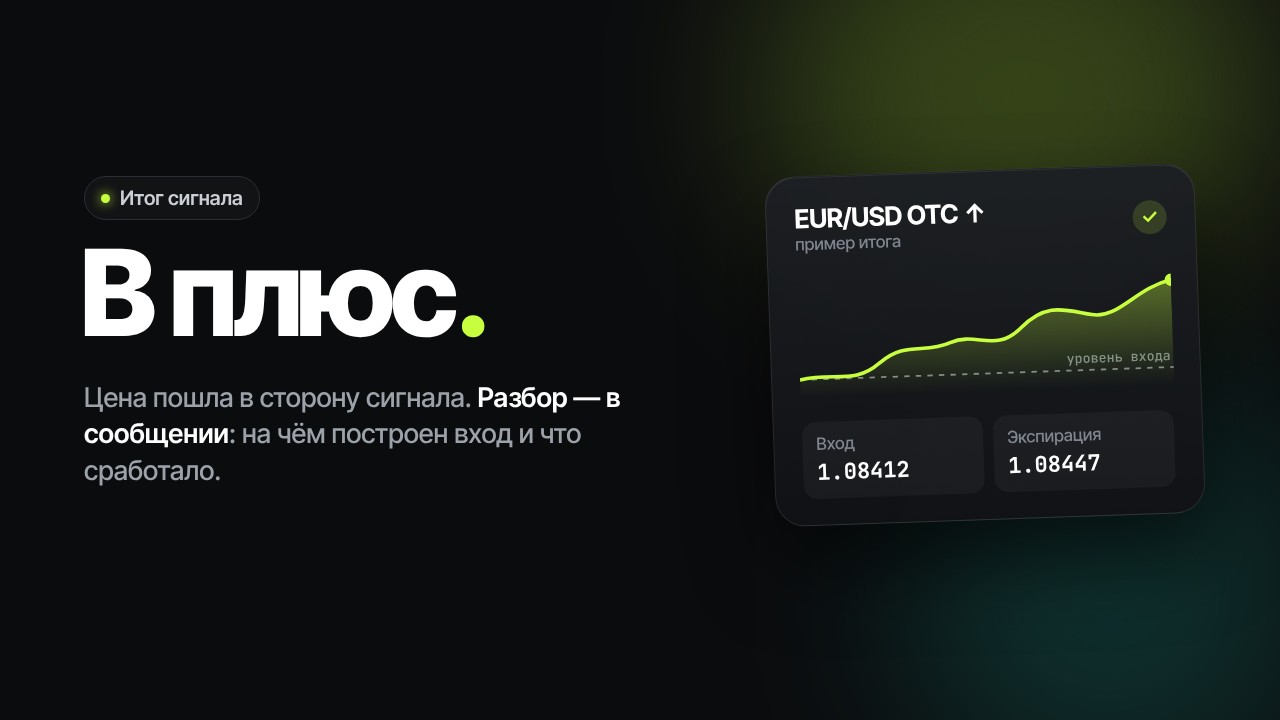 Итог сигнала
В плюс.
Цена пошла в сторону сигнала. Разбор — в
сообщении: на чём построен вход и что
сработало.
EUR/USD OTC ↑
пример итога
уровень входа
Вход
1.08412
Экспирация
1.08447